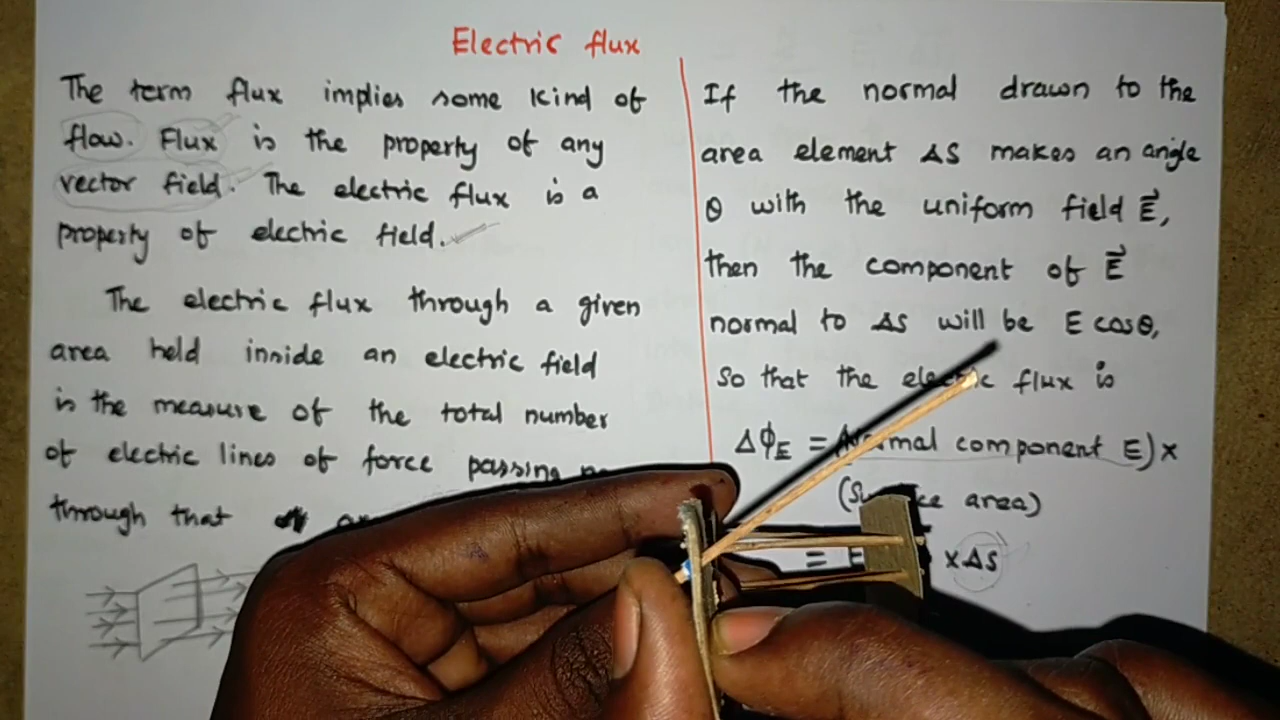 Electric flux
The term flux implies some kind of
flow. Flux is the property of any
vector field. The electric flux is a
property of electric field.
The electric flux through a given
area held inside an electric field
is the measure of the total number
of electric lines of force passing
through that
If the normal drawn to the
area element ΔS makes an angle
θ with the uniform field E⃗,
then the component of E⃗
normal to ΔS will be E cosθ,
So that the electric flux is
Δϕ_E = Normal component E) ×
area)
= × ΔS